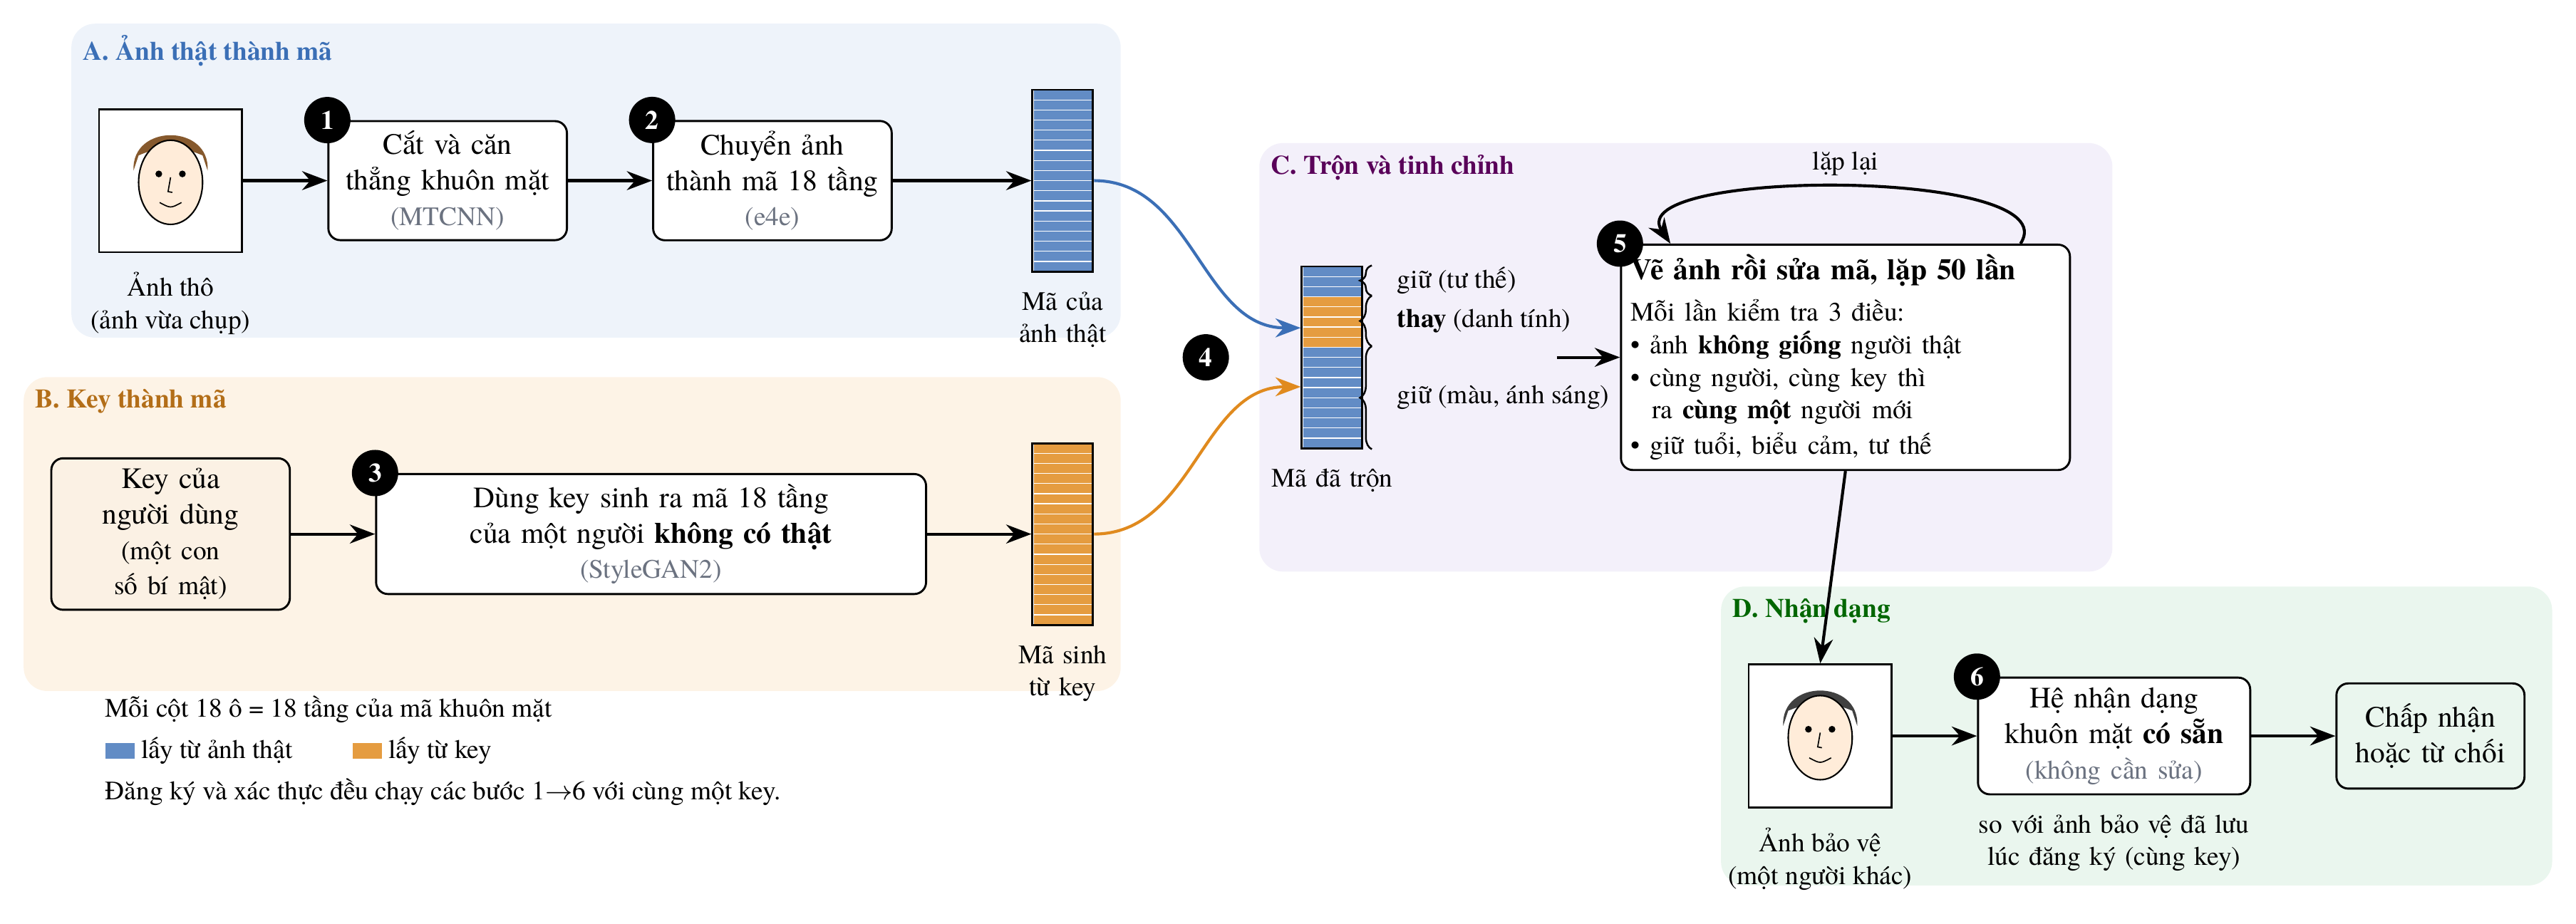 A. Ảnh thật thành mã
1
Cắt và căn
thẳng khuôn mặt
(MTCNN)
2
Chuyển ảnh
thành mã 18 tầng
(e4e)
Ảnh thô
(ảnh vừa chụp)
Mã của
ảnh thật
B. Key thành mã
Key của
người dùng
(một con
số bí mật)
3
Dùng key sinh ra mã 18 tầng
của một người không có thật
(StyleGAN2)
Mã sinh
từ key
Mỗi cột 18 ô = 18 tầng của mã khuôn mặt
lấy từ ảnh thật
lấy từ key
Đăng ký và xác thực đều chạy các bước 1→6 với cùng một key.
4
C. Trộn và tinh chỉnh
lặp lại
giữ (tư thế)
thay (danh tính)
giữ (màu, ánh sáng)
Mã đã trộn
5
Vẽ ảnh rồi sửa mã, lặp 50 lần
Mỗi lần kiểm tra 3 điều:
• ảnh không giống người thật
• cùng người, cùng key thì
ra cùng một người mới
• giữ tuổi, biểu cảm, tư thế
D. Nhận dạng
Ảnh bảo vệ
(một người khác)
6
Hệ nhận dạng
khuôn mặt có sẵn
(không cần sửa)
so với ảnh bảo vệ đã lưu
lúc đăng ký (cùng key)
Chấp nhận
hoặc từ chối